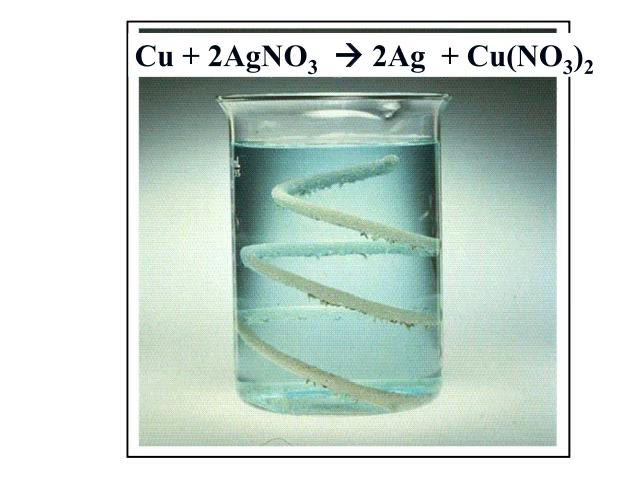 Cu + 2AgNO₃ → 2Ag + Cu(NO₃)₂